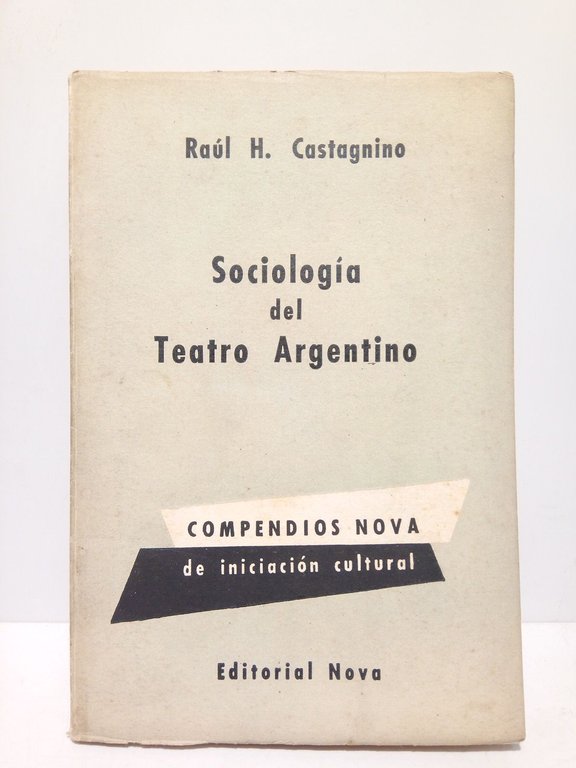 Raúl H. Castagnino
Sociología
del
Teatro Argentino
COMPENDIOS NOVA
de iniciación cultural
Editorial Nova